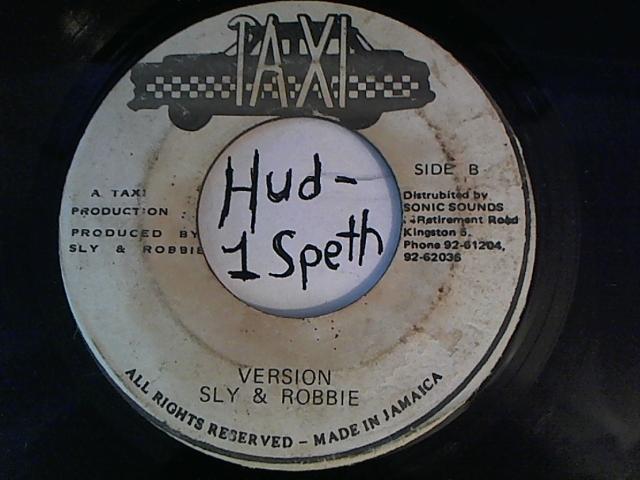 TAXI
SIDE B
A TAXI
PRODUCTION
PRODUCED BY
SLY & ROBBIE
Hud-
1 Speth
Distrubited by
SONIC SOUNDS
Retirement Road
Kingston 5.
Phone 92-61204,
92-62036
VERSION
SLY & ROBBIE
ALL RIGHTS RESERVED – MADE IN JAMAICA